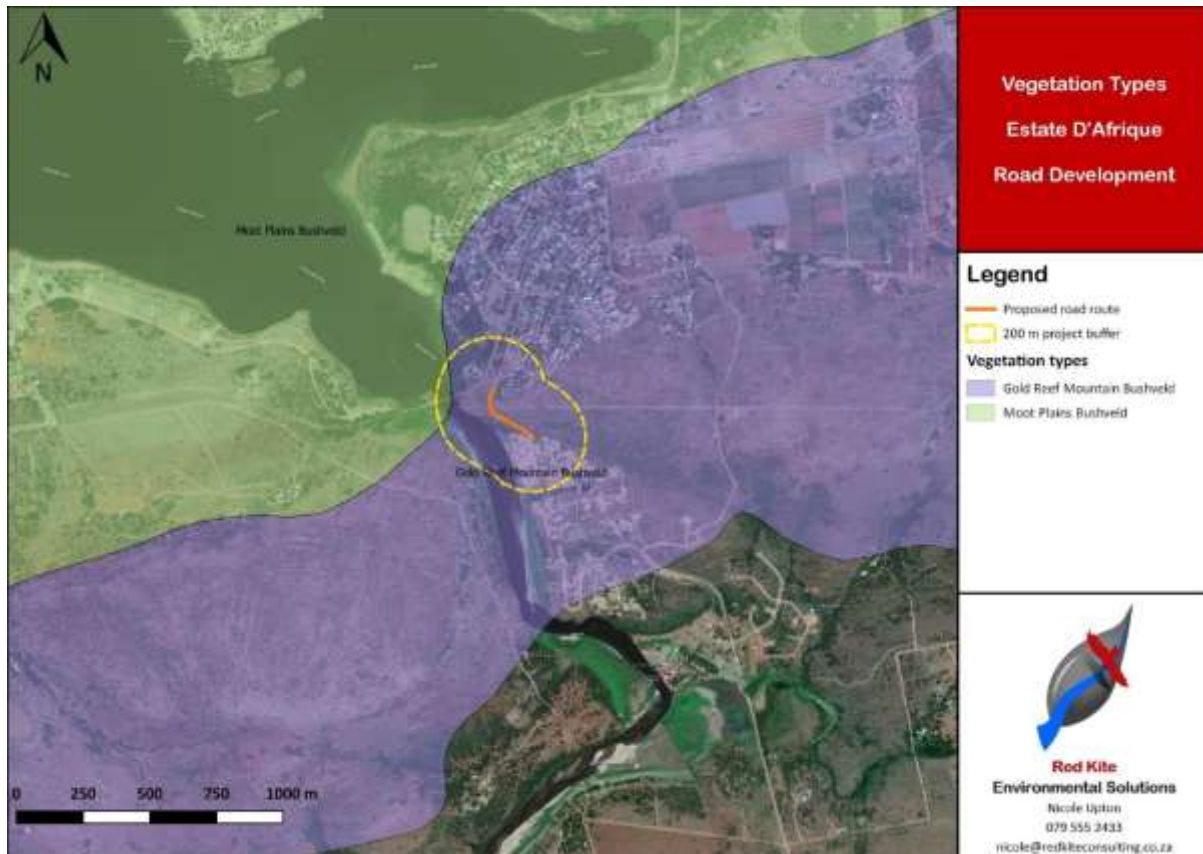 N
Moot Plains Bushveld
Gold Reef Mountain Bushveld
0 250 500 750 1000 m
Vegetation Types
Estate D'Afrique
Road Development
Legend
Proposed road route
200 m project buffer
Vegetation types
Gold Reef Mountain Bushveld
Moot Plains Bushveld
Red Kite
Environmental Solutions
Nicole Upton
079 555 2433
nicole@redkiteconsulting.co.za